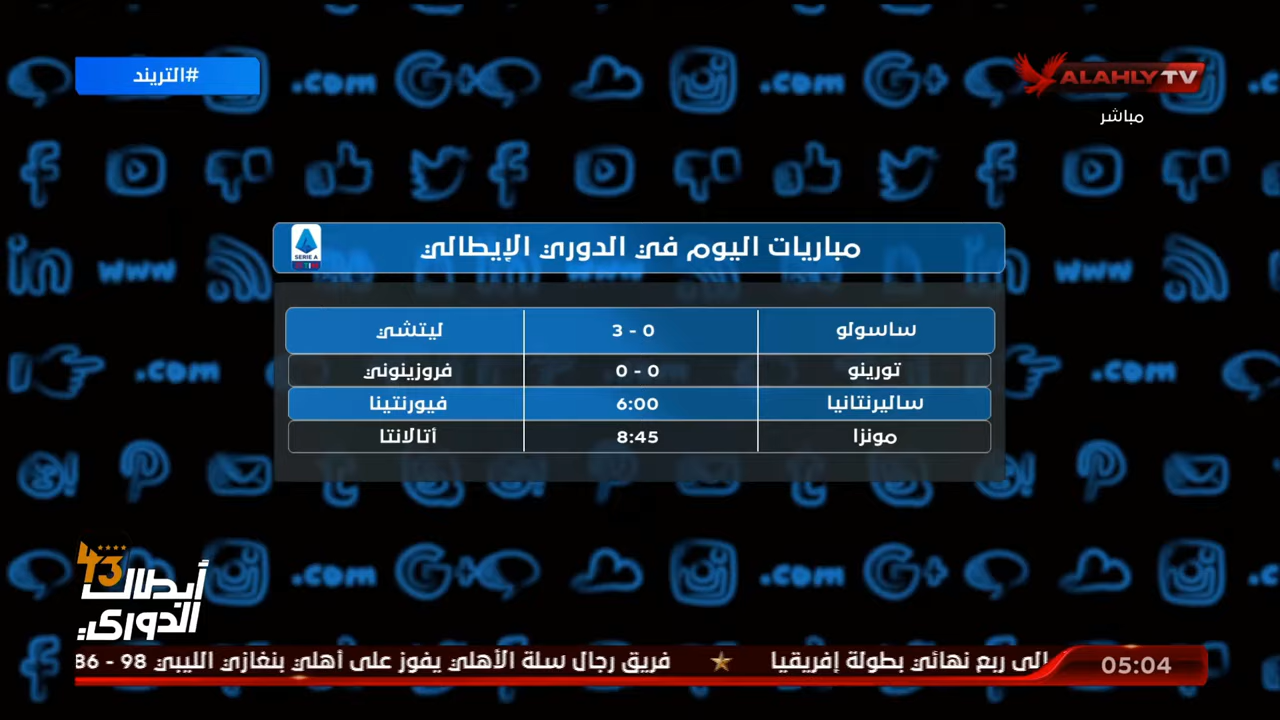 #التريند
ALAHLYTV
مباشر
مباريات اليوم في الدوري الإيطالي
SERIE A
ساسولو 0 - 3 ليتشي
تورينو 0 - 0 فروزينوني
ساليرنتانيا 6:00 فيورنتينا
مونزا 8:45 أتالانتا
43
أبطال
الدوري
05:04
الى ربع نهائي بطولة إفريقيا ★ فريق رجال سلة الأهلي يفوز على أهلي بنغازي الليبي 98 - 86